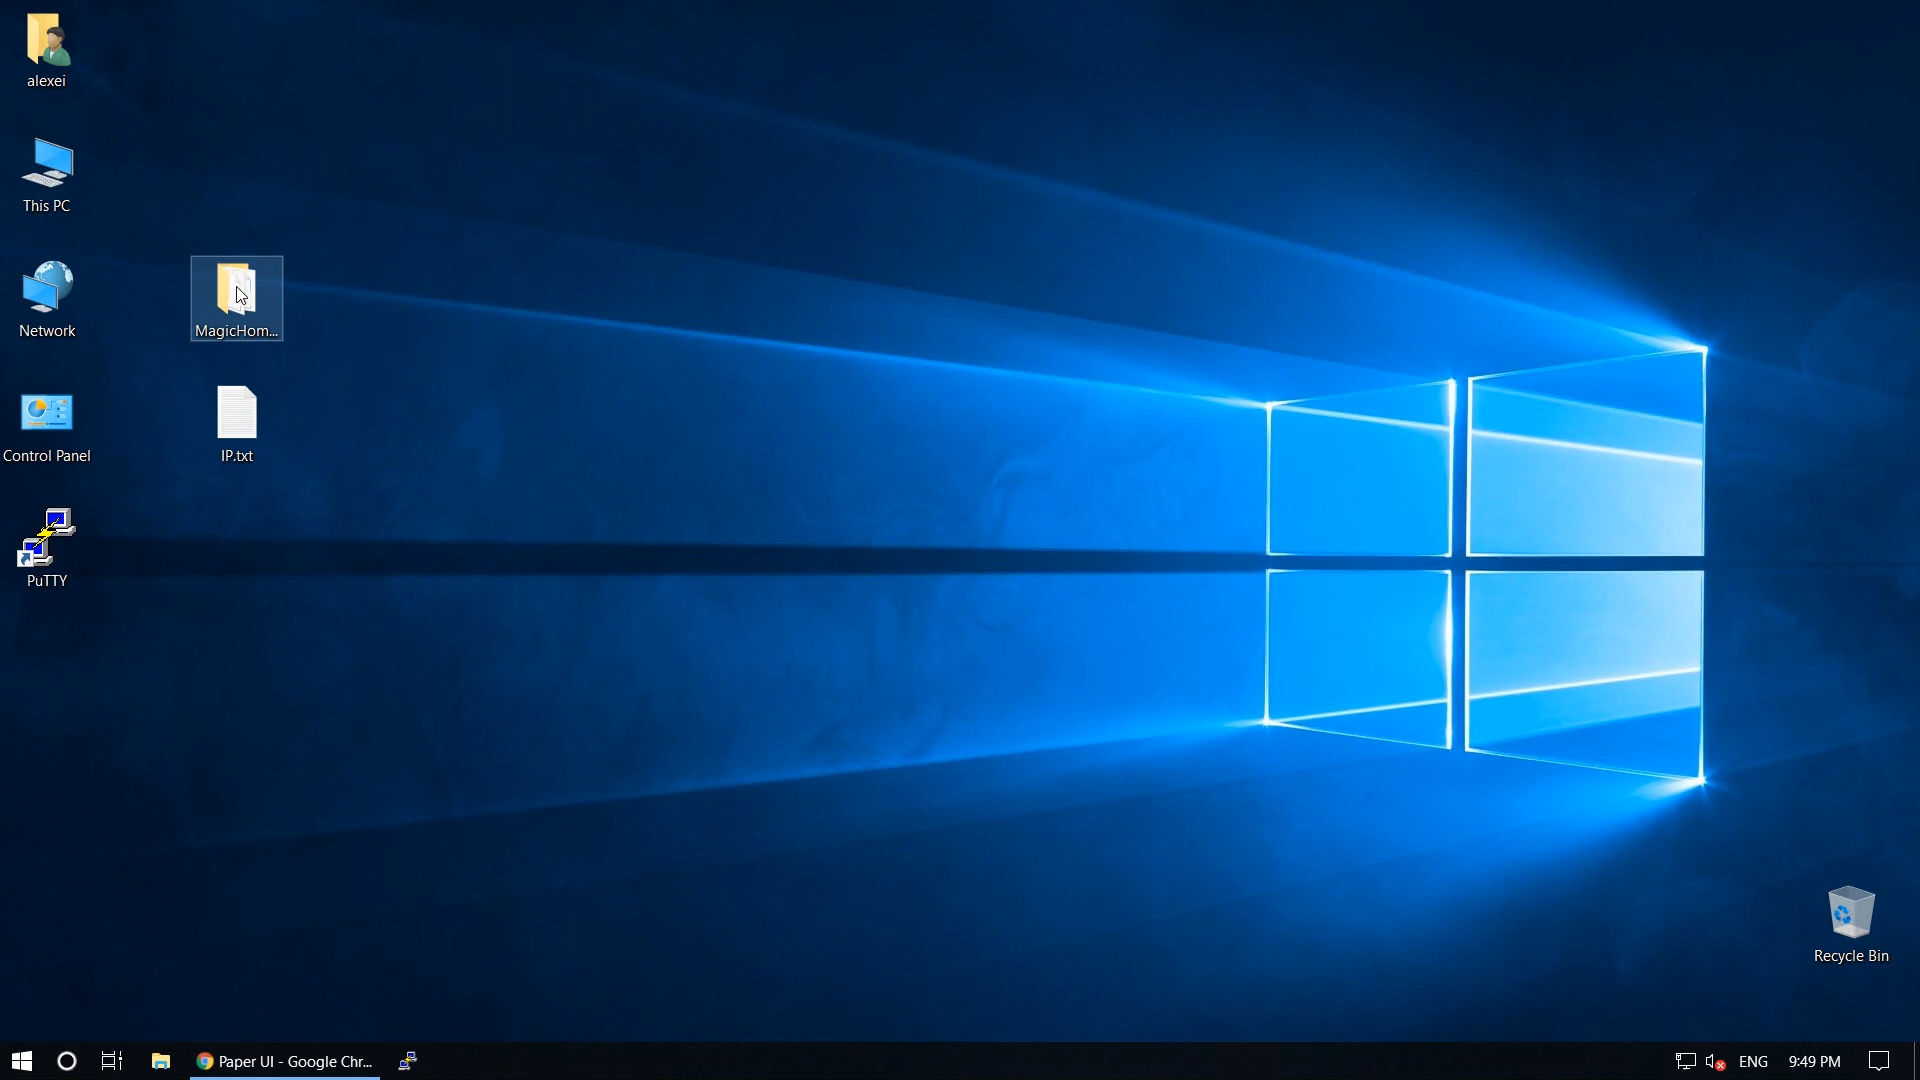 alexei
This PC
Network
Control Panel
PuTTY
MagicHom...
IP.txt
Recycle Bin
Paper UI - Google Chr...
ENG
9:49 PM